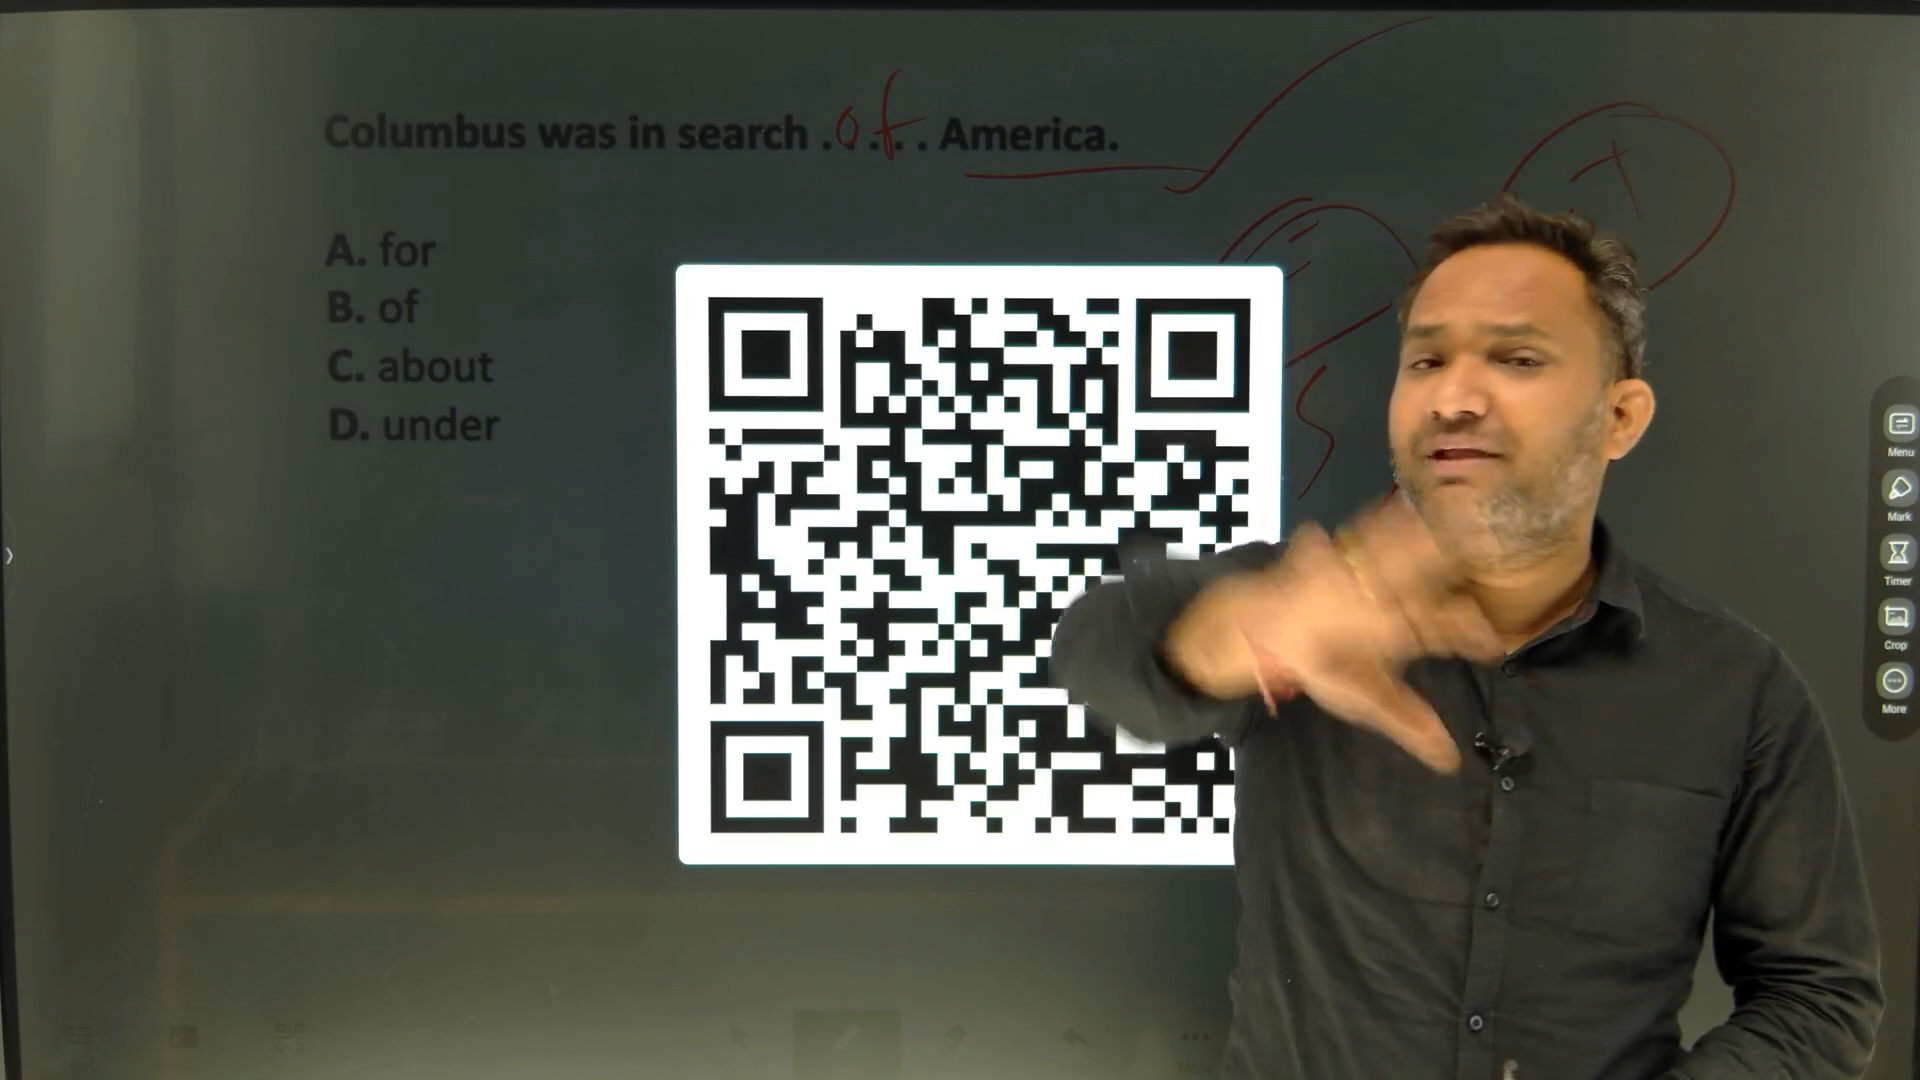 Columbus was in search . of . America.
A. for
B. of
C. about
D. under
Menu
Mark
Timer
Crop
More